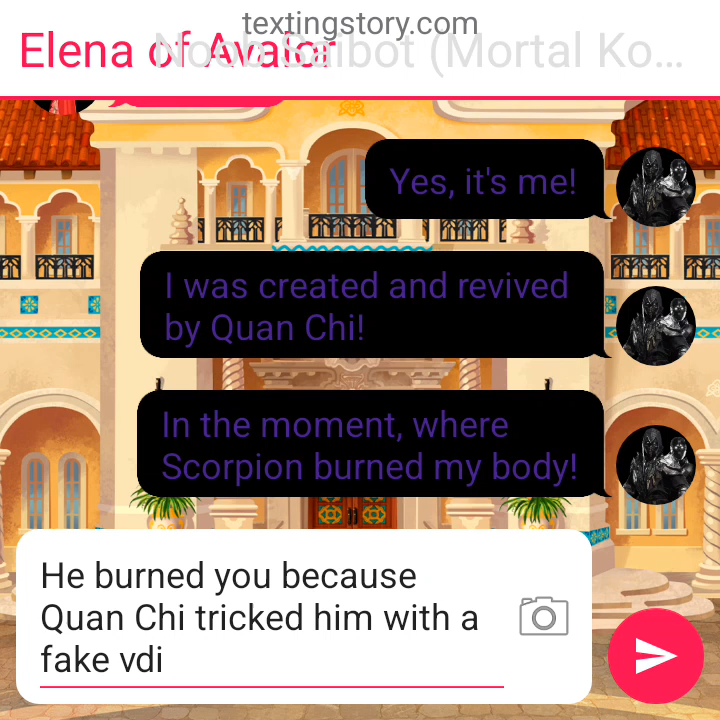 textingstory.com
Elena of Avalor
Noob Saibot (Mortal Ko...
Yes, it's me!
I was created and revived
by Quan Chi!
In the moment, where
Scorpion burned my body!
He burned you because
Quan Chi tricked him with a
fake vdi